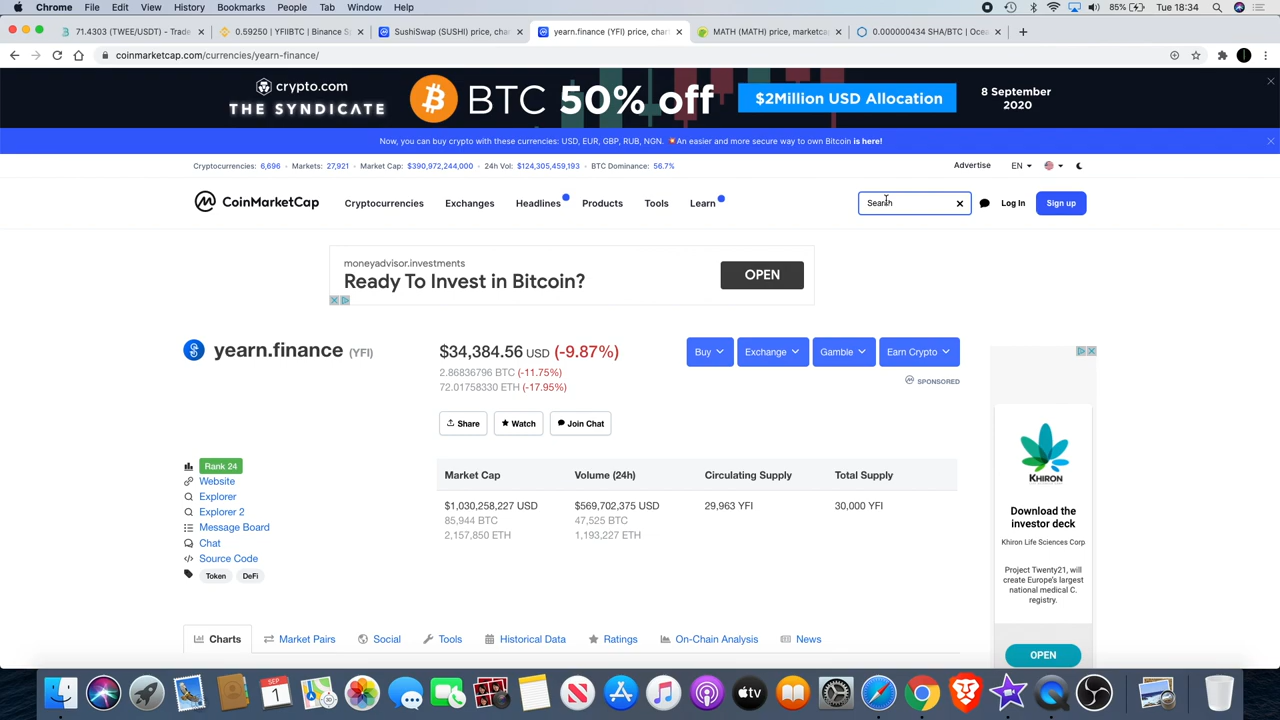 Chrome File Edit View History Bookmarks People Tab Window Help 85% Tue 18:34
71.4303 (TWEE/USDT) - Trade 0.59250 | YFIIBTC | Binance S SushiSwap (SUSHI) price, cha yearn.finance (YFI) price, char MATH (MATH) price, marketca 0.000000434 SHA/BTC | Oce
coinmarketcap.com/currencies/yearn-finance/
crypto.com
THE SYNDICATE
BTC 50% off
$2Million USD Allocation
8 September
2020
Now, you can buy crypto with these currencies: USD, EUR, GBP, RUB, NGN. An easier and more secure way to own Bitcoin is here!
Cryptocurrencies: 6,696 • Markets: 27,921 • Market Cap: $390,972,244,000 • 24h Vol: $124,305,459,193 • BTC Dominance: 56.7% Advertise EN
CoinMarketCap Cryptocurrencies Exchanges Headlines Products Tools Learn Search Log In Sign up
moneyadvisor.investments
Ready To Invest in Bitcoin?
OPEN
yearn.finance (YFI)
$34,384.56 USD (-9.87%)
2.86836796 BTC (-11.75%)
72.01758330 ETH (-17.95%)
Buy Exchange Gamble Earn Crypto
SPONSORED
Share Watch Join Chat
Rank 24
Website
Explorer
Explorer 2
Message Board
Chat
Source Code
Token DeFi
Market Cap Volume (24h) Circulating Supply Total Supply
$1,030,258,227 USD $569,702,375 USD 29,963 YFI 30,000 YFI
85,944 BTC 47,525 BTC
2,157,850 ETH 1,193,227 ETH
KHIRON
Download the
investor deck
Khiron Life Sciences Corp
Project Twenty21, will
create Europe's largest
national medical C.
registry.
OPEN
Charts Market Pairs Social Tools Historical Data Ratings On-Chain Analysis News
SEP
1
tv